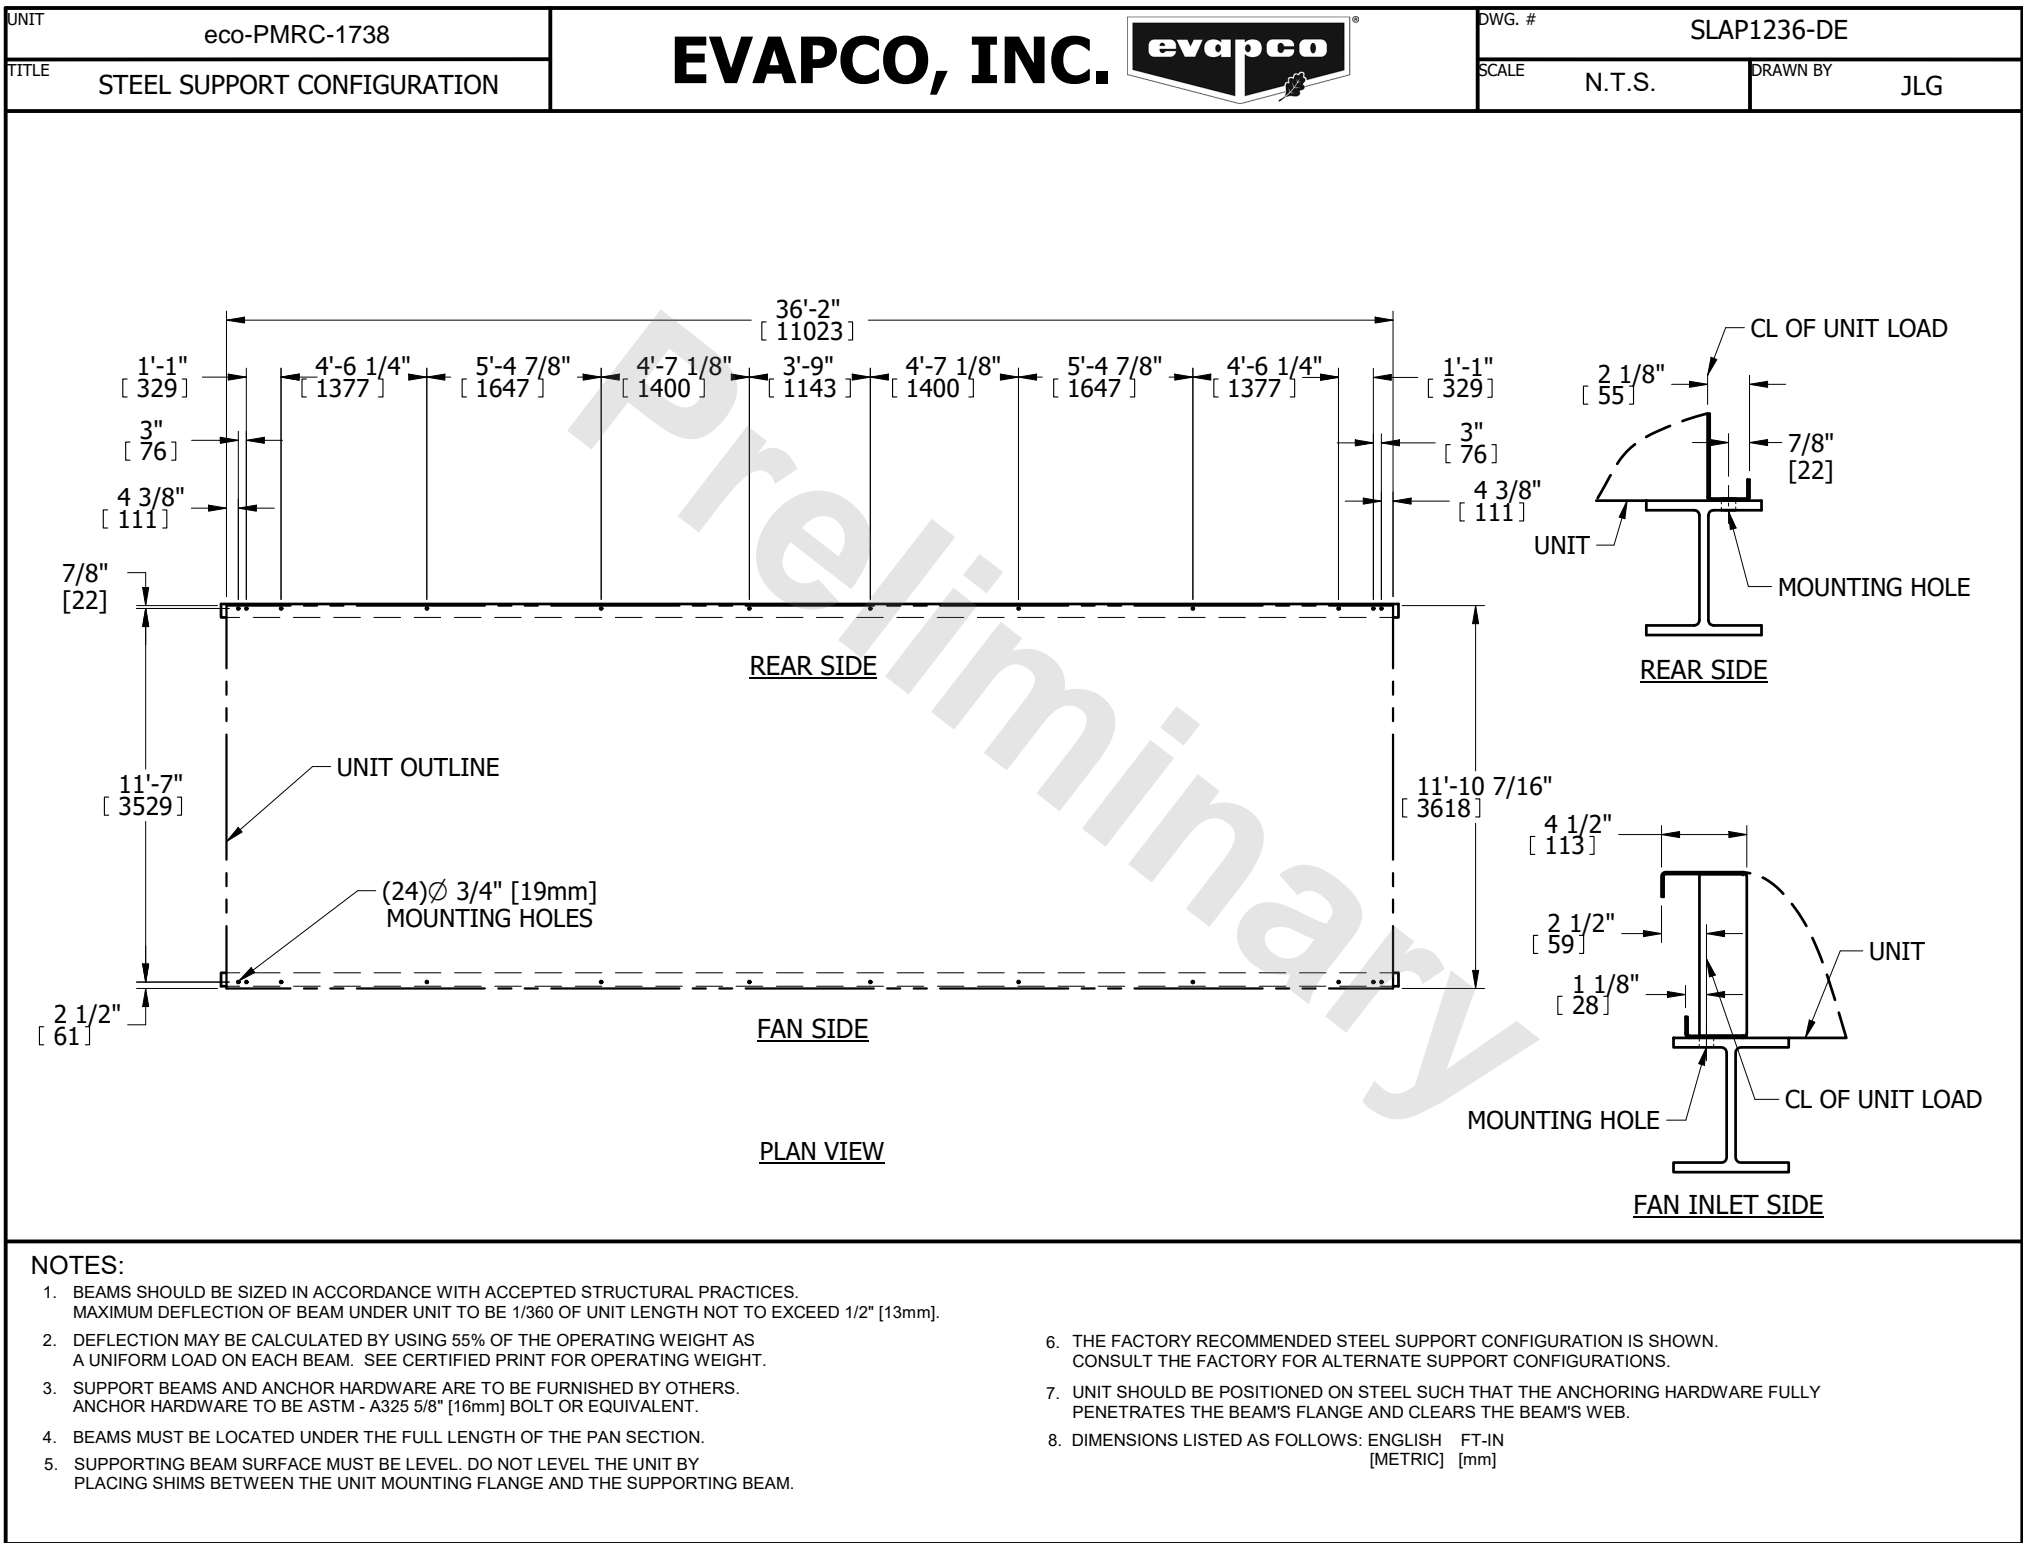 UNIT
eco-PMRC-1738
TITLE
STEEL SUPPORT CONFIGURATION
EVAPCO, INC.
evapco
®
DWG. #
SLAP1236-DE
SCALE
N.T.S.
DRAWN BY
JLG
36'-2"
[ 11023]
1'-1"
[ 329]
4'-6 1/4"
[ 1377 ]
5'-4 7/8"
[ 1647 ]
4'-7 1/8"
[ 1400 ]
3'-9"
[ 1143 ]
4'-7 1/8"
[ 1400 ]
5'-4 7/8"
[ 1647 ]
4'-6 1/4"
[ 1377 ]
1'-1"
[ 329]
3"
[ 76]
3"
[ 76]
4 3/8"
[ 111]
4 3/8"
[ 111]
7/8"
[22]
REAR SIDE
11'-7"
[ 3529]
UNIT OUTLINE
11'-10 7/16"
[ 3618]
(24)Ø 3/4" [19mm]
MOUNTING HOLES
2 1/2"
[ 61]
FAN SIDE
PLAN VIEW
Preliminary
CL OF UNIT LOAD
2 1/8"
[ 55]
7/8"
[22]
UNIT
MOUNTING HOLE
REAR SIDE
4 1/2"
[ 113]
2 1/2"
[ 59]
UNIT
1 1/8"
[ 28]
CL OF UNIT LOAD
MOUNTING HOLE
FAN INLET SIDE
NOTES:
1. BEAMS SHOULD BE SIZED IN ACCORDANCE WITH ACCEPTED STRUCTURAL PRACTICES.
MAXIMUM DEFLECTION OF BEAM UNDER UNIT TO BE 1/360 OF UNIT LENGTH NOT TO EXCEED 1/2" [13mm].
2. DEFLECTION MAY BE CALCULATED BY USING 55% OF THE OPERATING WEIGHT AS
A UNIFORM LOAD ON EACH BEAM. SEE CERTIFIED PRINT FOR OPERATING WEIGHT.
3. SUPPORT BEAMS AND ANCHOR HARDWARE ARE TO BE FURNISHED BY OTHERS.
ANCHOR HARDWARE TO BE ASTM - A325 5/8" [16mm] BOLT OR EQUIVALENT.
4. BEAMS MUST BE LOCATED UNDER THE FULL LENGTH OF THE PAN SECTION.
5. SUPPORTING BEAM SURFACE MUST BE LEVEL. DO NOT LEVEL THE UNIT BY
PLACING SHIMS BETWEEN THE UNIT MOUNTING FLANGE AND THE SUPPORTING BEAM.
6. THE FACTORY RECOMMENDED STEEL SUPPORT CONFIGURATION IS SHOWN.
CONSULT THE FACTORY FOR ALTERNATE SUPPORT CONFIGURATIONS.
7. UNIT SHOULD BE POSITIONED ON STEEL SUCH THAT THE ANCHORING HARDWARE FULLY
PENETRATES THE BEAM'S FLANGE AND CLEARS THE BEAM'S WEB.
8. DIMENSIONS LISTED AS FOLLOWS: ENGLISH FT-IN
[METRIC] [mm]